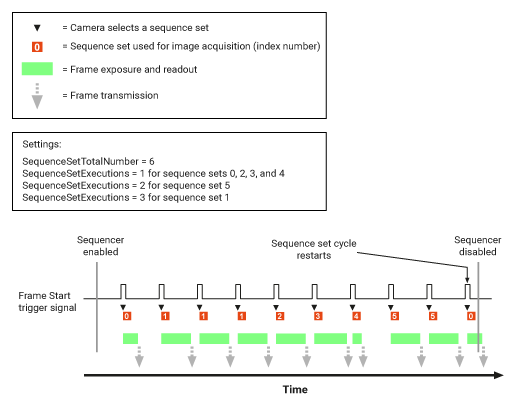 = Camera selects a sequence set
0 = Sequence set used for image acquisition (index number)
= Frame exposure and readout
= Frame transmission
Settings:
SequenceSetTotalNumber = 6
SequenceSetExecutions = 1 for sequence sets 0, 2, 3, and 4
SequenceSetExecutions = 2 for sequence set 5
SequenceSetExecutions = 3 for sequence set 1
Sequencer
enabled
Sequence set cycle
restarts
Sequencer
disabled
Frame Start
trigger signal
0 1 1 1 2 3 4 5 5 0
Time